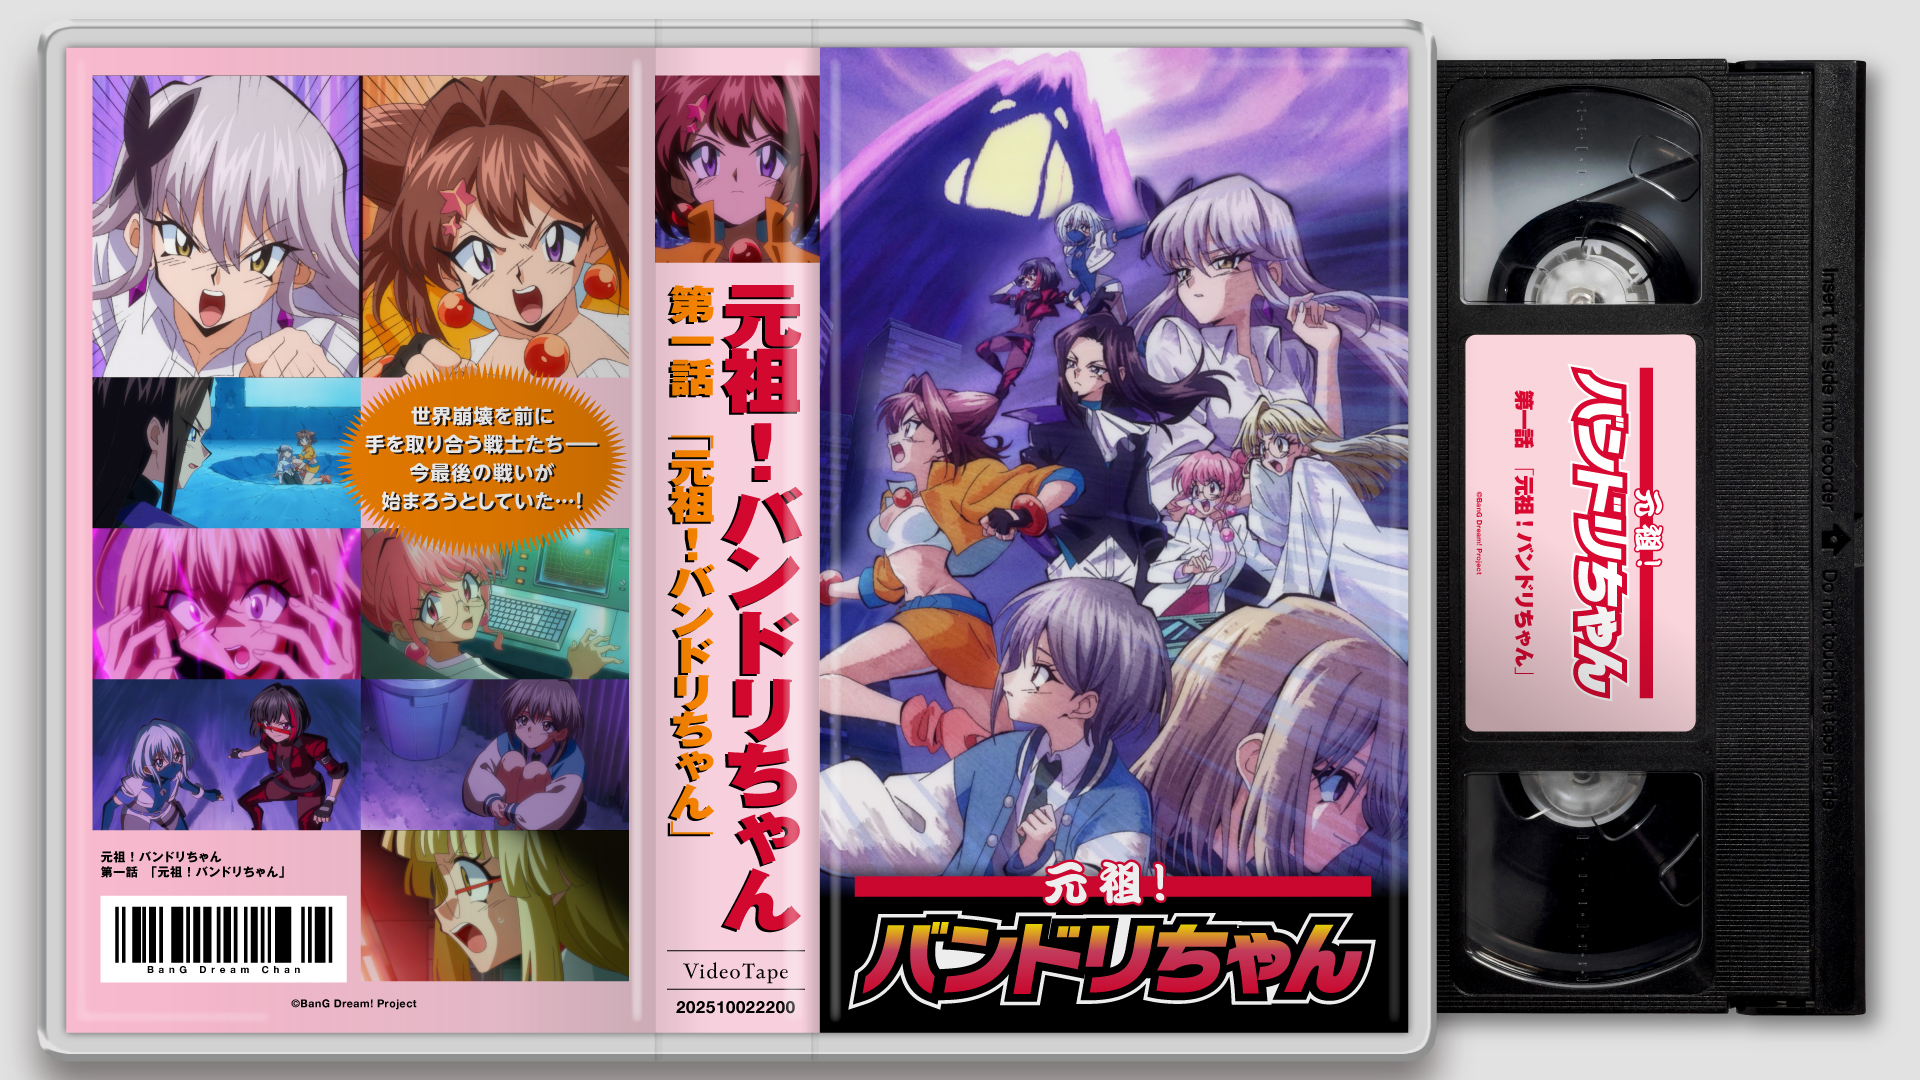 世界崩壊を前に
手を取り合う戦士たち──
今最後の戦いが
始まろうとしていた…!
元祖！バンドリちゃん
第一話　「元祖！バンドリちゃん」
BanG Dream Chan
©BanG Dream! Project
元祖！バンドリちゃん
第一話　「元祖！バンドリちゃん」
VideoTape
202510022200
元祖！
バンドリちゃん
元祖！
バンドリちゃん
第一話　「元祖！バンドリちゃん」
©BanG Dream! Project
Insert this side into recorder
Do not touch the tape inside